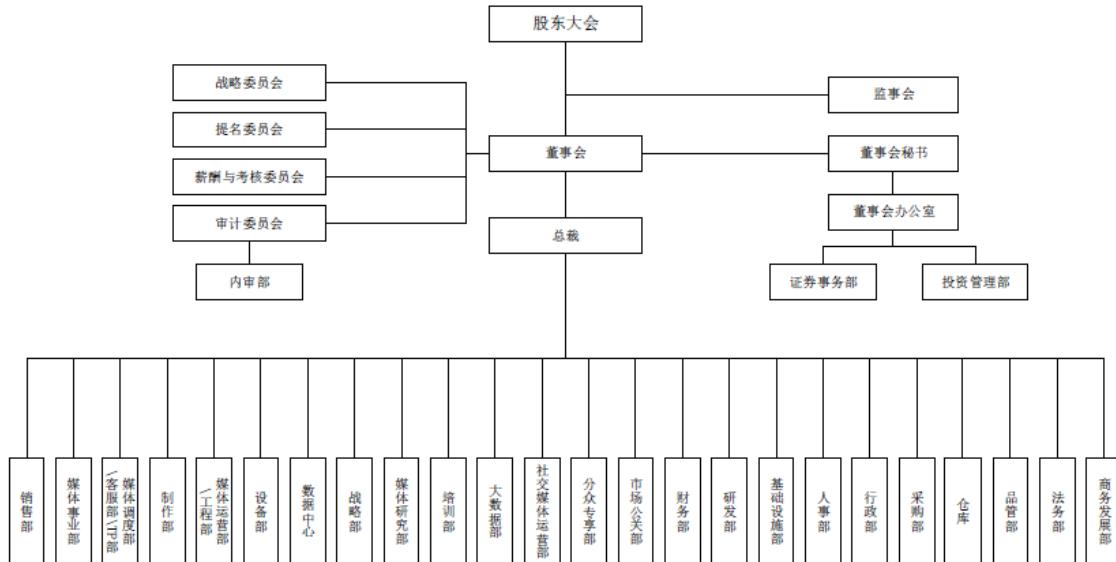 股东大会
战略委员会
监事会
提名委员会
董事会
董事会秘书
薪酬与考核委员会
审计委员会
总裁
董事会办公室
内审部
证券事务部
投资管理部
销售部
媒体事业部
媒体调度部
\客服部\TP部
制作部
媒体运营部
\工程部
设备部
数据中心
战略部
媒体研究部
培训部
大数据部
社交媒体运营部
分众专享部
市场公关部
财务部
研发部
基础设施部
人事部
行政部
采购部
仓库
品管部
法务部
商务发展部